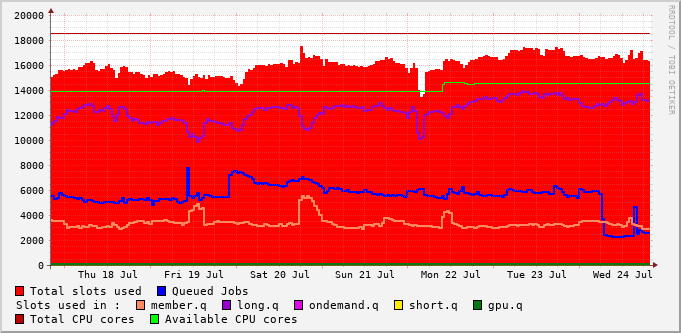 20000
18000
16000
14000
12000
10000
8000
6000
4000
2000
0
Thu 18 Jul Fri 19 Jul Sat 20 Jul Sun 21 Jul Mon 22 Jul Tue 23 Jul Wed 24 Jul
RRDTOOL / TOBI OETIKER
Total slots used Queued Jobs
Slots used in : member.q long.q ondemand.q short.q gpu.q
Total CPU cores Available CPU cores